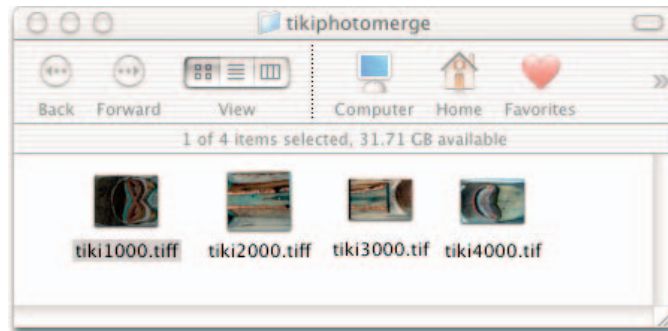 tikiphotomerge
Back Forward View Computer Home Favorites
1 of 4 items selected, 31.71 GB available
tiki1000.tiff tiki2000.tiff tiki3000.tif tiki4000.tif